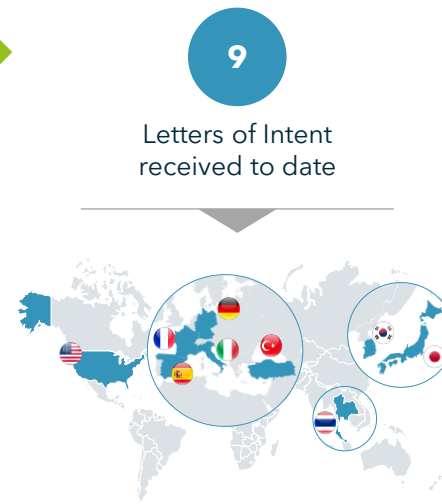 9
Letters of Intent
received to date